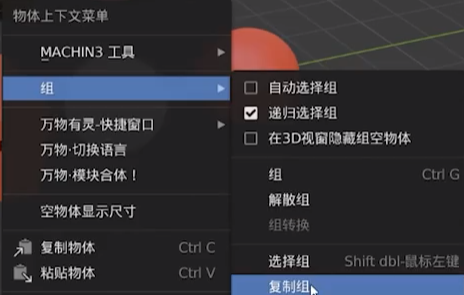 物体上下文菜单
MACHIN3 工具
组
万物有灵-快捷窗口
万物·切换语言
万物·模块合体！
空物体显示尺寸
复制物体 Ctrl C
粘贴物体 Ctrl V
自动选择组
递归选择组
在3D视窗隐藏组空物体
组 Ctrl G
解散组
组转换
选择组 Shift dbl-鼠标左键
复制组